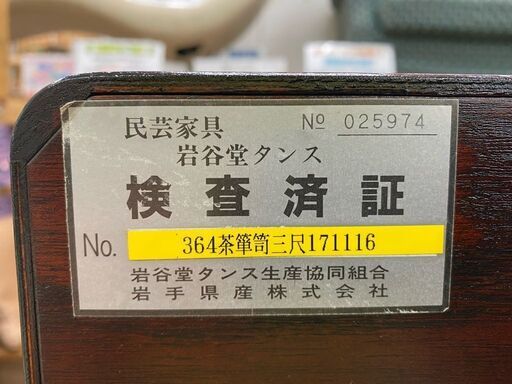 民芸家具 № 025974
岩谷堂タンス
検査済証
No. 364茶箪笥三尺171116
岩谷堂タンス生産協同組合
岩手県産株式会社